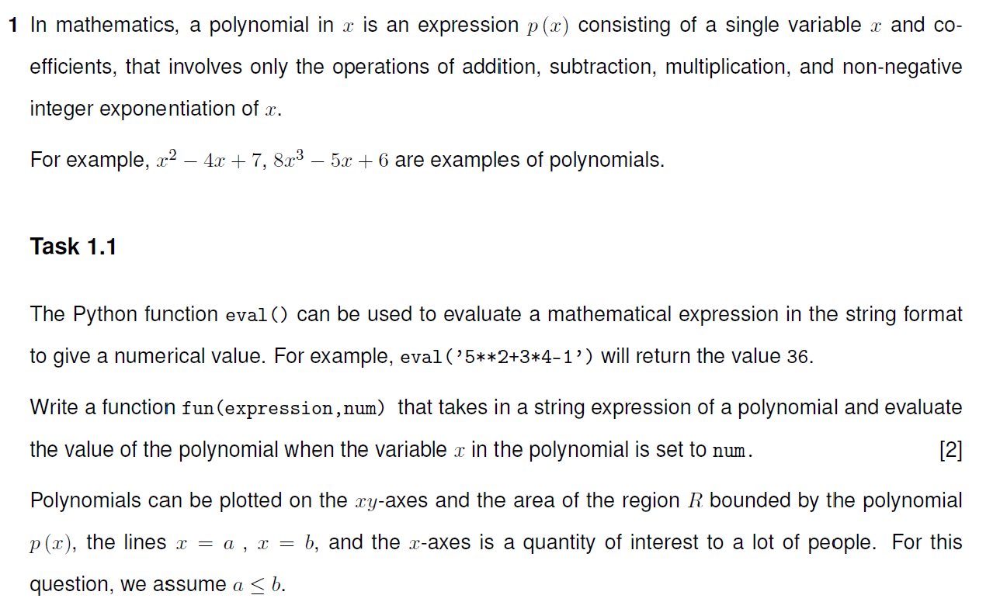 1 In mathematics, a polynomial in x is an expression p(x) consisting of a single variable x and co-
efficients, that involves only the operations of addition, subtraction, multiplication, and non-negative
integer exponentiation of x.
For example, x² − 4x + 7, 8x³ − 5x + 6 are examples of polynomials.
Task 1.1
The Python function eval() can be used to evaluate a mathematical expression in the string format
to give a numerical value. For example, eval(’5**2+3*4-1’) will return the value 36.
Write a function fun(expression,num) that takes in a string expression of a polynomial and evaluate
the value of the polynomial when the variable x in the polynomial is set to num. [2]
Polynomials can be plotted on the xy-axes and the area of the region R bounded by the polynomial
p(x), the lines x = a , x = b, and the x-axes is a quantity of interest to a lot of people. For this
question, we assume a ≤ b.